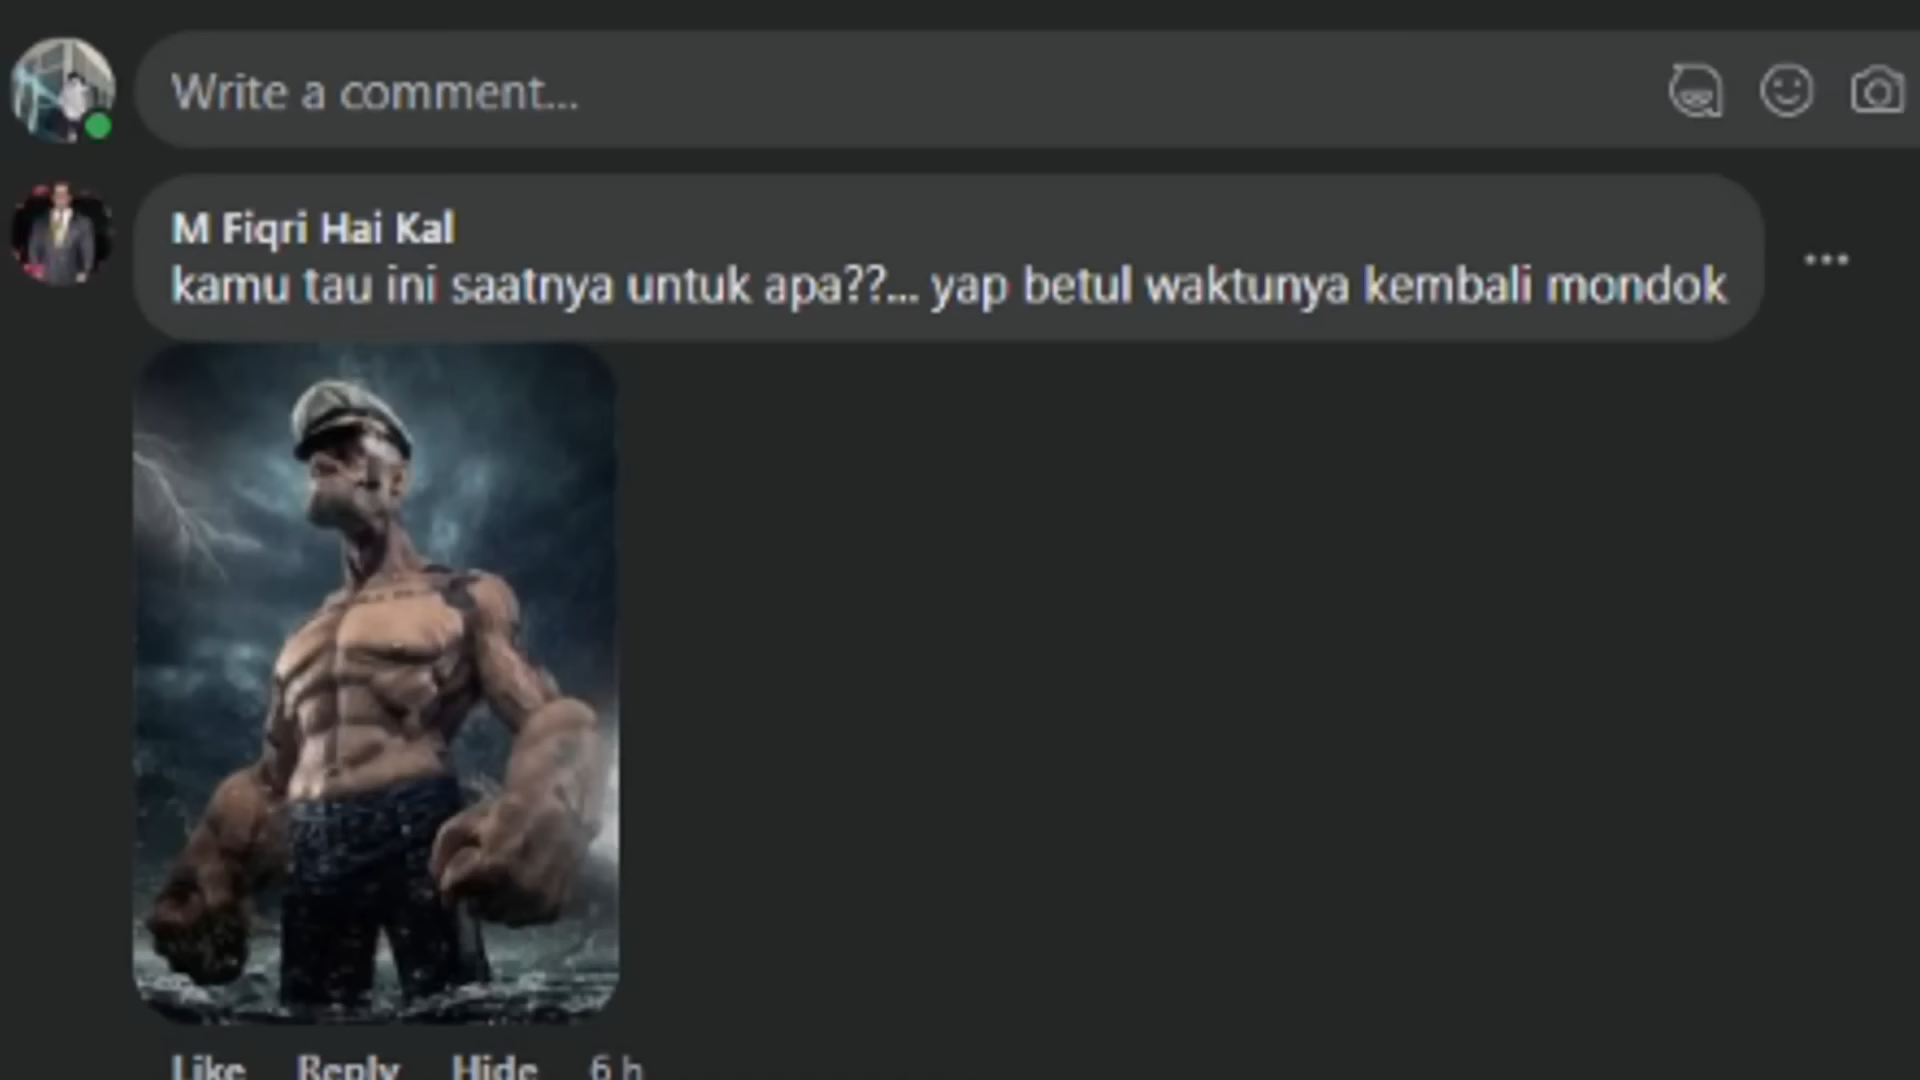 Write a comment...
M Fiqri Hai Kal
kamu tau ini saatnya untuk apa??... yap betul waktunya kembali mondok
Like Reply Hide 6 h